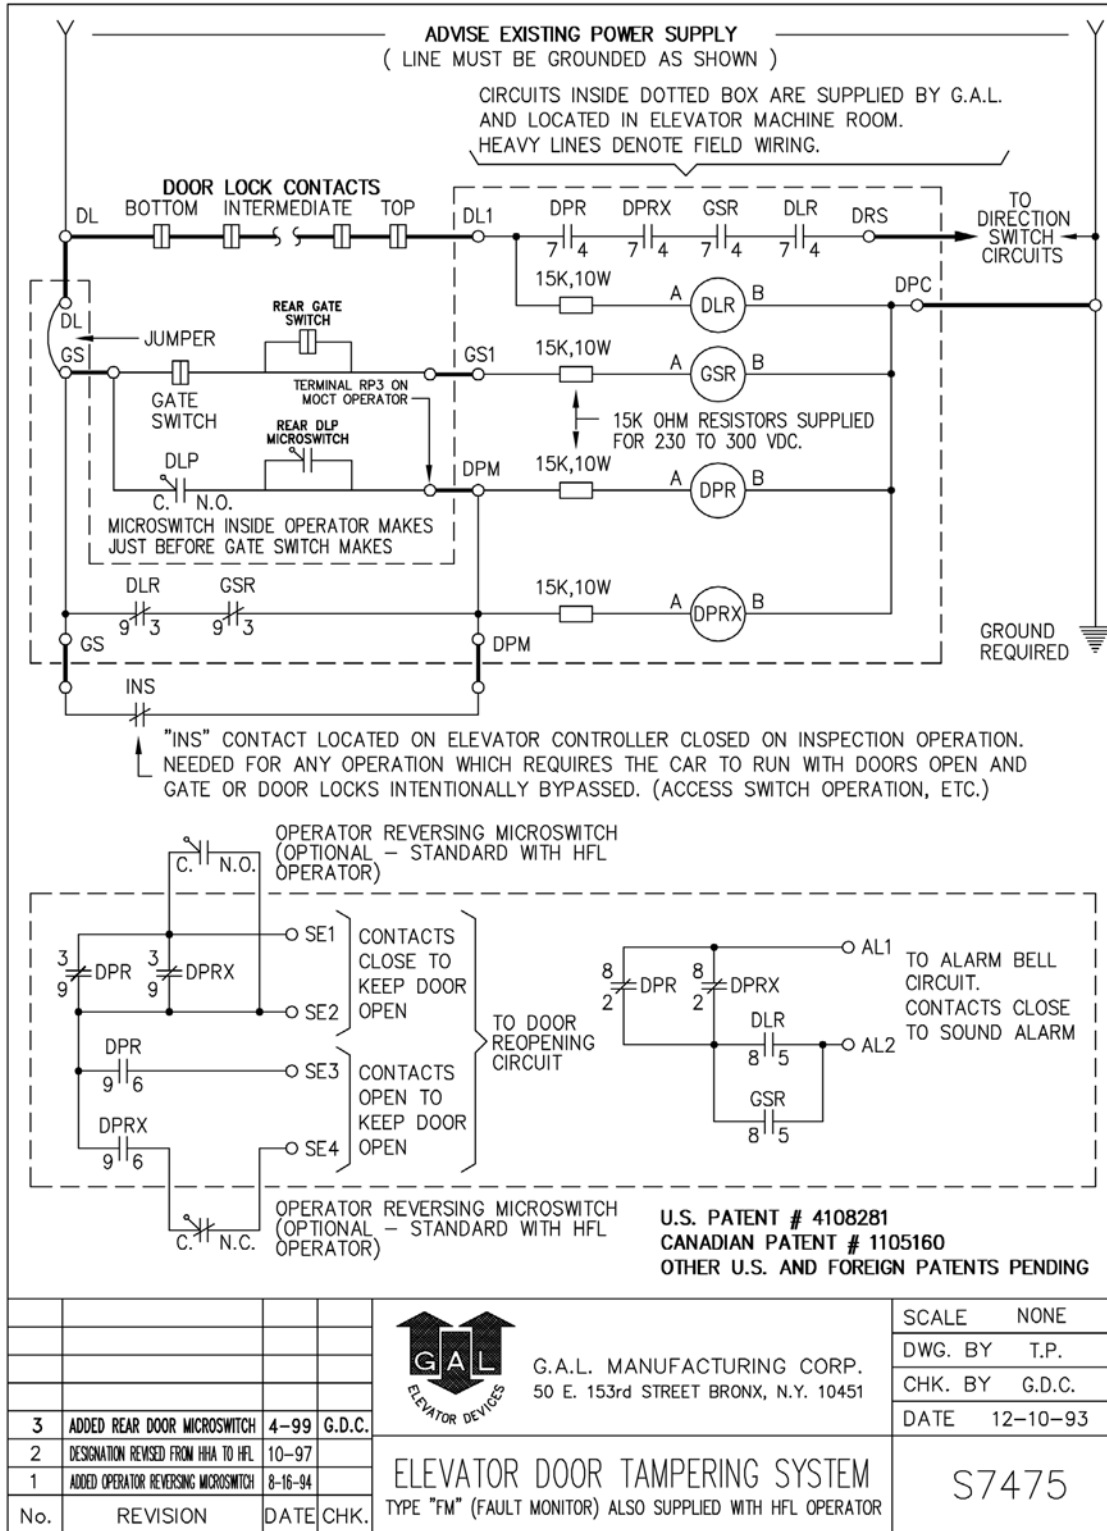 ADVISE EXISTING POWER SUPPLY
( LINE MUST BE GROUNDED AS SHOWN )
CIRCUITS INSIDE DOTTED BOX ARE SUPPLIED BY G.A.L.
AND LOCATED IN ELEVATOR MACHINE ROOM.
HEAVY LINES DENOTE FIELD WIRING.
DOOR LOCK CONTACTS
DL BOTTOM INTERMEDIATE TOP DL1 DPR DPRX GSR DLR DRS
7 4 7 4 7 4 7 4
TO
DIRECTION
SWITCH
CIRCUITS
15K,10W A DLR B DPC
DL
JUMPER
REAR GATE
SWITCH
GS
GATE
SWITCH
GS1 15K,10W A GSR B
TERMINAL RP3 ON
MOCT OPERATOR
15K OHM RESISTORS SUPPLIED
FOR 230 TO 300 VDC.
REAR DLP
MICROSWITCH
DLP
C. N.O.
DPM 15K,10W A DPR B
MICROSWITCH INSIDE OPERATOR MAKES
JUST BEFORE GATE SWITCH MAKES
DLR GSR
9 3 9 3
15K,10W A DPRX B
GS DPM
GROUND
REQUIRED
INS
"INS" CONTACT LOCATED ON ELEVATOR CONTROLLER CLOSED ON INSPECTION OPERATION.
NEEDED FOR ANY OPERATION WHICH REQUIRES THE CAR TO RUN WITH DOORS OPEN AND
GATE OR DOOR LOCKS INTENTIONALLY BYPASSED. (ACCESS SWITCH OPERATION, ETC.)
C. N.O.
OPERATOR REVERSING MICROSWITCH
(OPTIONAL – STANDARD WITH HFL
OPERATOR)
3 DPR 9
3 DPRX 9
SE1
SE2
CONTACTS
CLOSE TO
KEEP DOOR
OPEN
DPR
9 6
SE3
DPRX
9 6
SE4
CONTACTS
OPEN TO
KEEP DOOR
OPEN
TO DOOR
REOPENING
CIRCUIT
8 DPR 2
8 DPRX 2
AL1
DLR
8 5
AL2
GSR
8 5
TO ALARM BELL
CIRCUIT.
CONTACTS CLOSE
TO SOUND ALARM
C. N.C.
OPERATOR REVERSING MICROSWITCH
(OPTIONAL – STANDARD WITH HFL
OPERATOR)
U.S. PATENT # 4108281
CANADIAN PATENT # 1105160
OTHER U.S. AND FOREIGN PATENTS PENDING
3 ADDED REAR DOOR MICROSWITCH 4-99 G.D.C.
2 DESIGNATION REVISED FROM HHA TO HFL 10-97
1 ADDED OPERATOR REVERSING MICROSWITCH 8-16-94
No. REVISION DATE CHK.
GAL
ELEVATOR DEVICES
G.A.L. MANUFACTURING CORP.
50 E. 153rd STREET BRONX, N.Y. 10451
SCALE NONE
DWG. BY T.P.
CHK. BY G.D.C.
DATE 12-10-93
ELEVATOR DOOR TAMPERING SYSTEM
TYPE "FM" (FAULT MONITOR) ALSO SUPPLIED WITH HFL OPERATOR
S7475